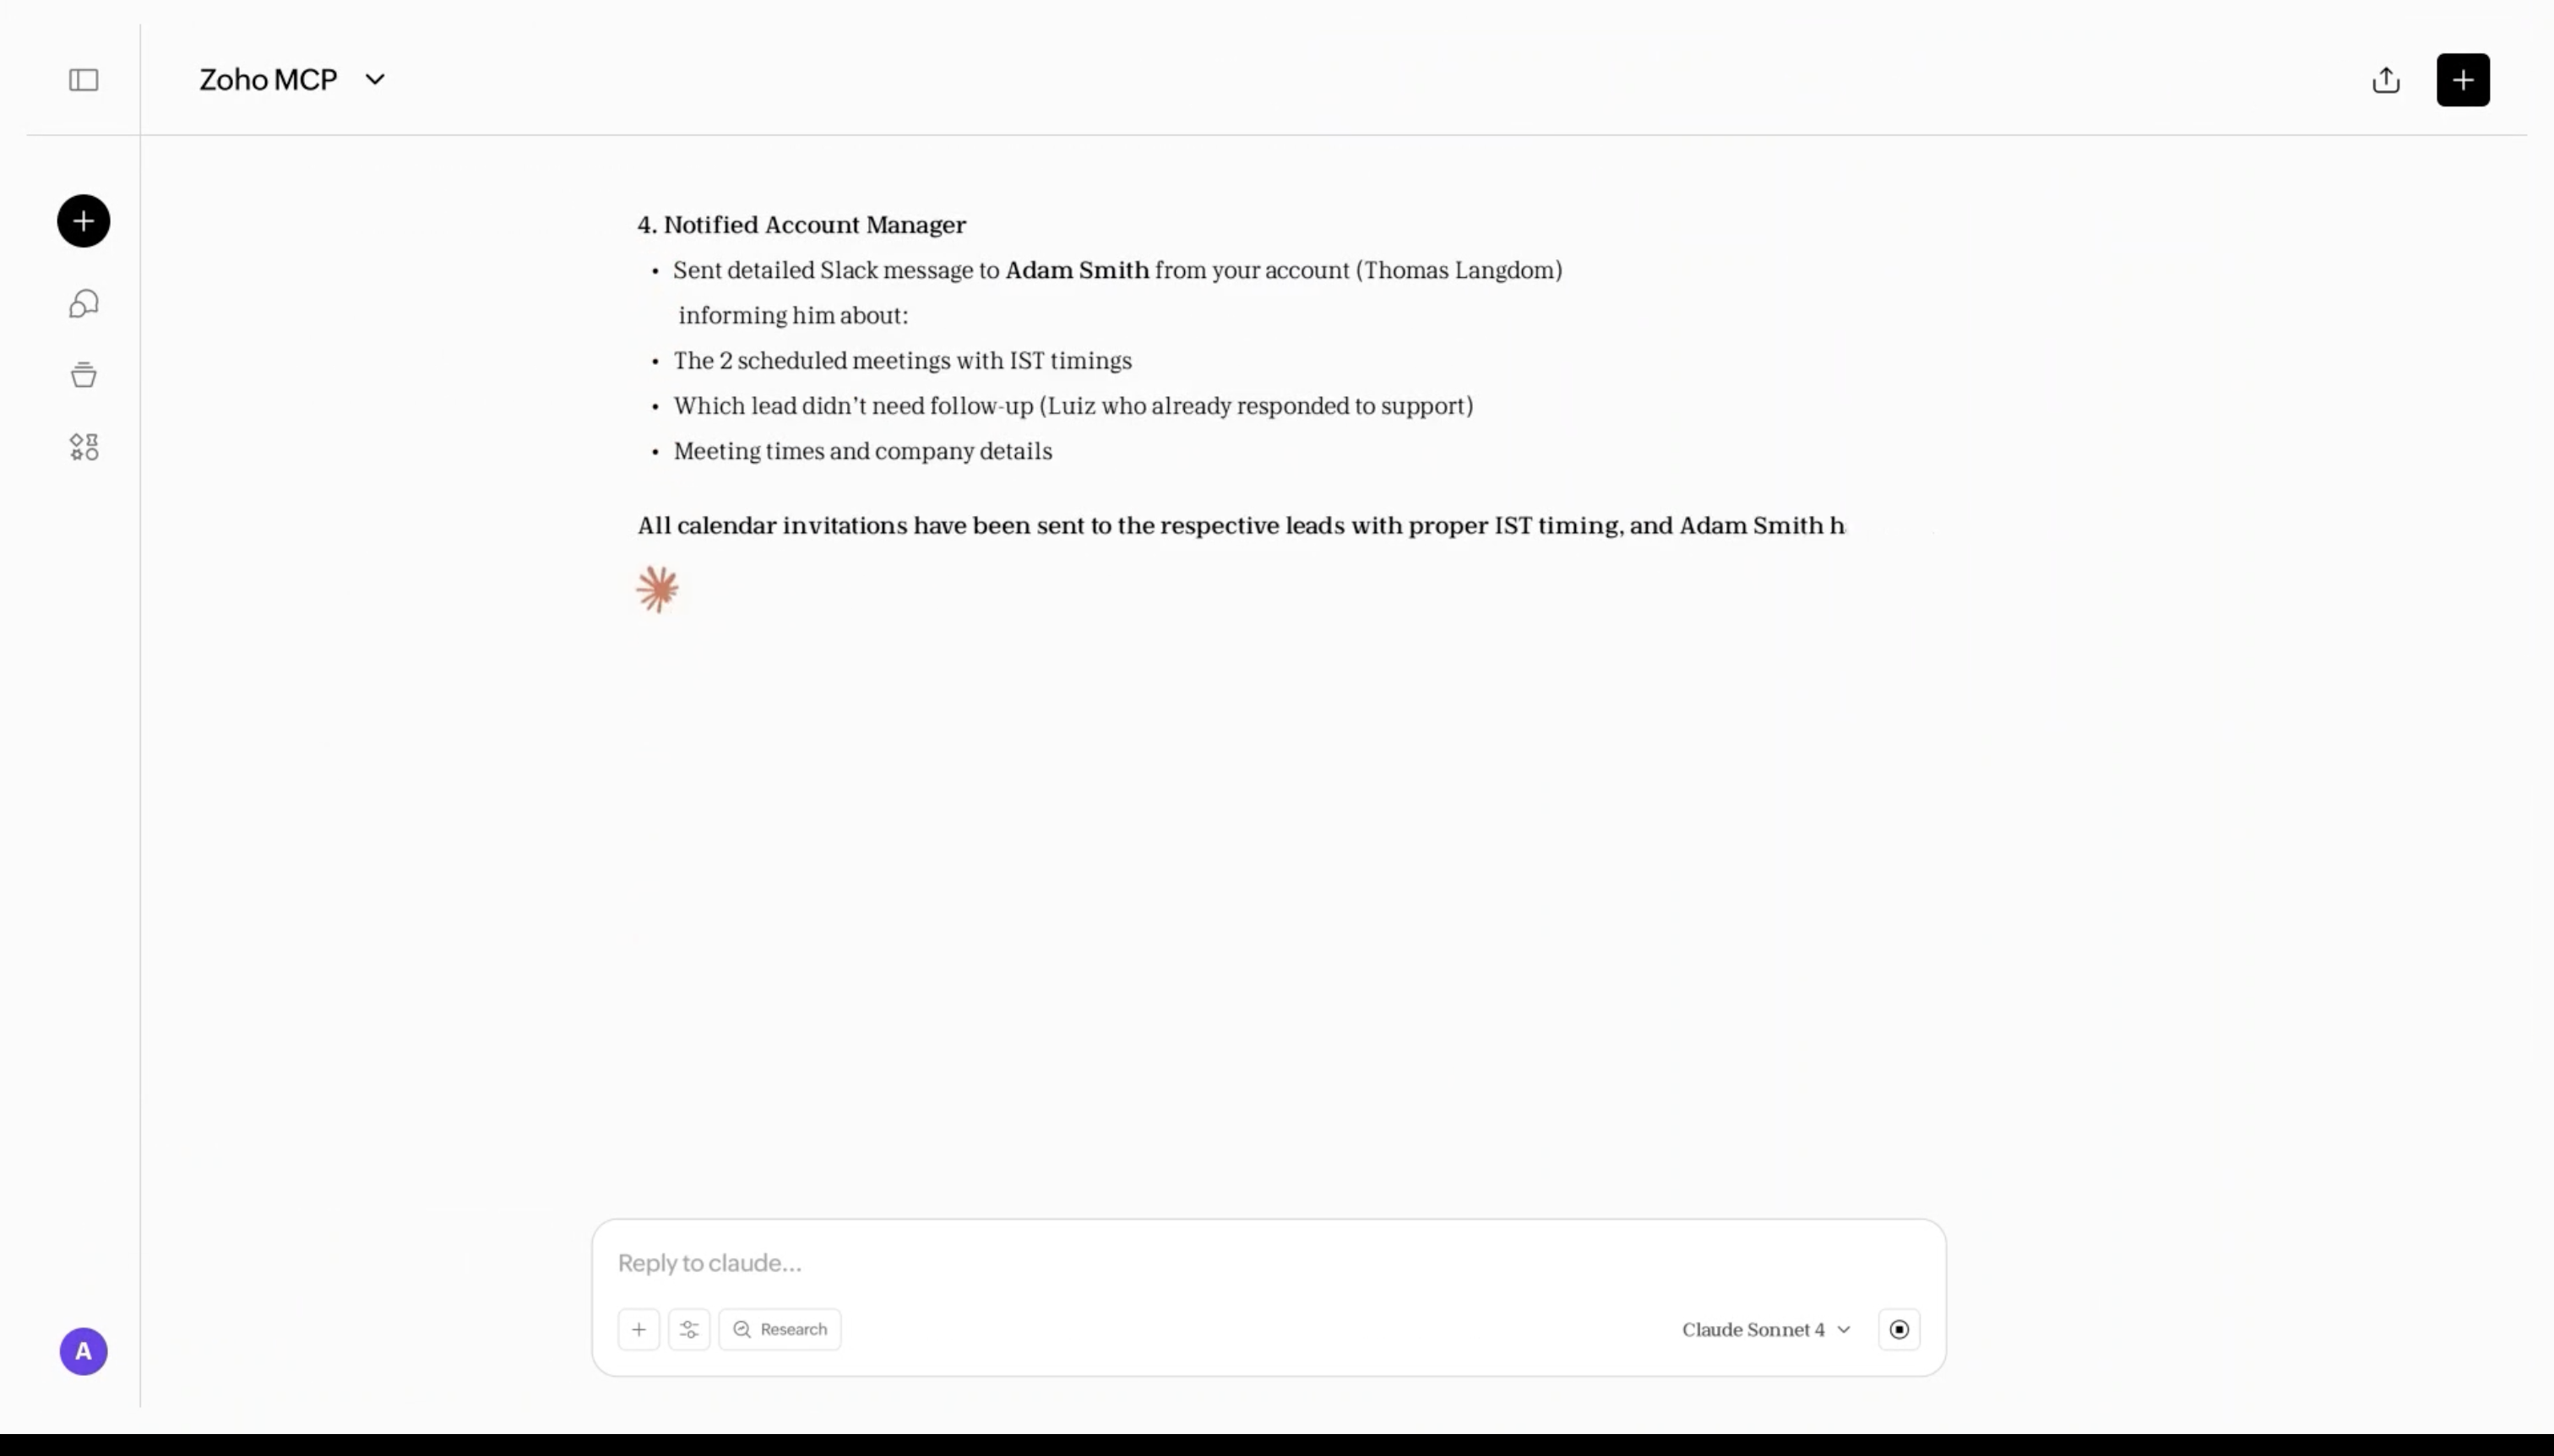 Zoho MCP
4. Notified Account Manager
• Sent detailed Slack message to Adam Smith from your account (Thomas Langdom)
informing him about:
• The 2 scheduled meetings with IST timings
• Which lead didn’t need follow-up (Luiz who already responded to support)
• Meeting times and company details
All calendar invitations have been sent to the respective leads with proper IST timing, and Adam Smith h
Reply to claude...
Research
Claude Sonnet 4
A